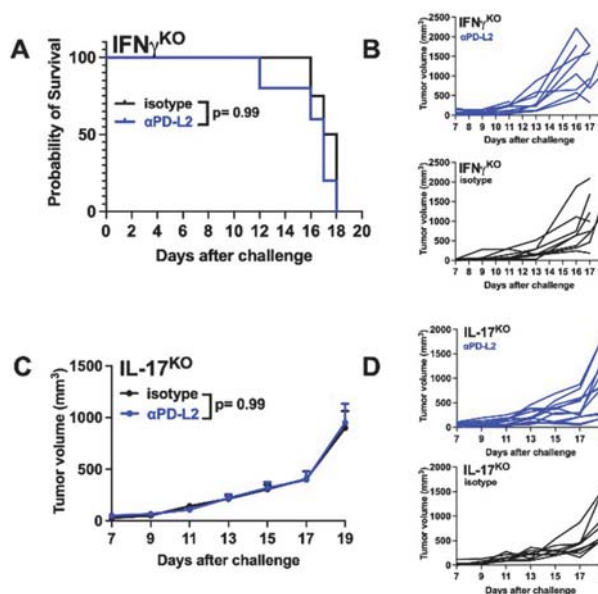 A
IFNγKO
Probability of Survival
100
50
0
isotype
αPD-L2
p= 0.99
0 2 4 6 8 10 12 14 16 18 20
Days after challenge
B
IFNγKO
αPD-L2
Tumor volume (mm3)
2500
2000
1500
1000
500
0
7 8 9 10 11 12 13 14 15 16 17
IFNγKO
isotype
Tumor volume (mm3)
2500
2000
1500
1000
500
0
7 8 9 10 11 12 13 14 15 16 17
Days after challenge
C
IL-17KO
Tumor volume (mm3)
1500
1000
500
0
isotype
αPD-L2
p= 0.99
7 9 11 13 15 17 19
Days after challenge
D
IL-17KO
αPD-L2
Tumor volume (mm3)
2000
1500
1000
500
0
7 9 11 13 15 17
IL-17KO
isotype
Tumor volume (mm3)
2000
1500
1000
500
0
7 9 11 13 15 17
Days after challenge